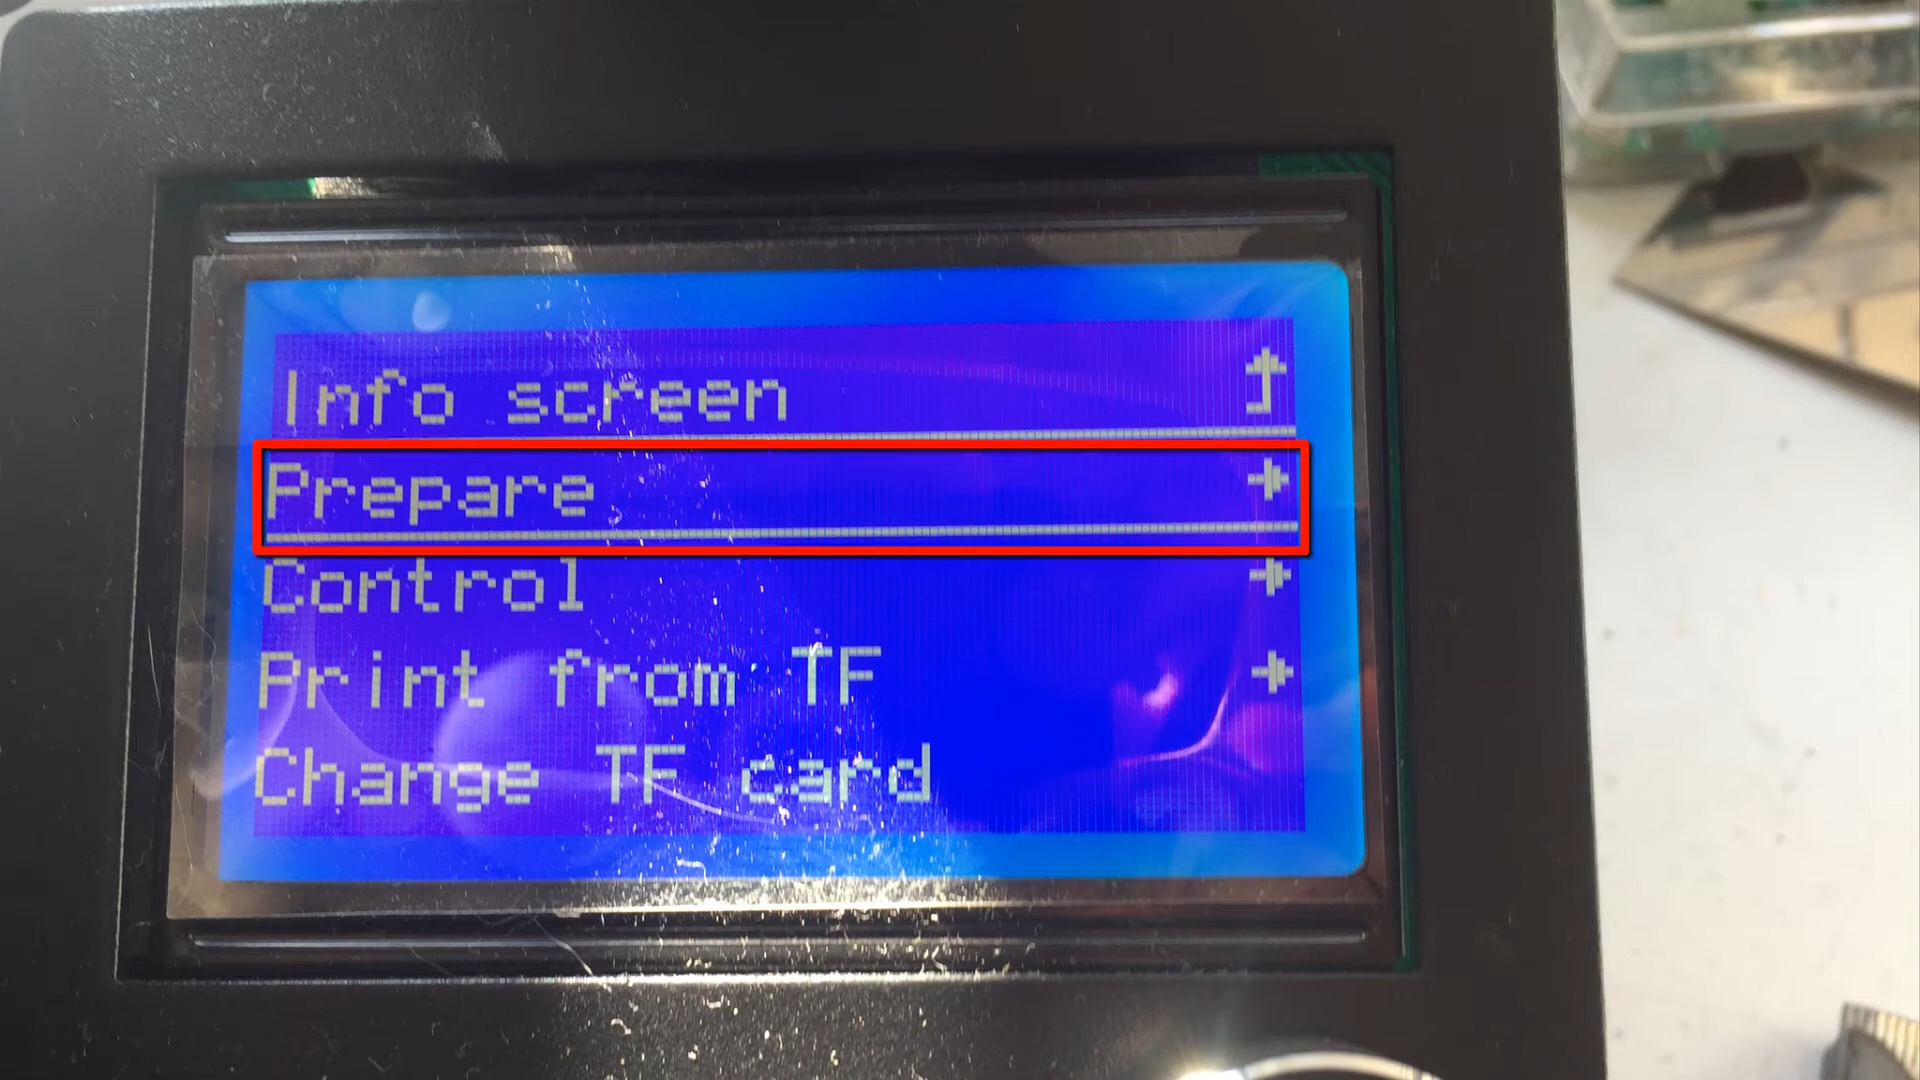 Info screen
Prepare
Control
Print from TF
Change TF card